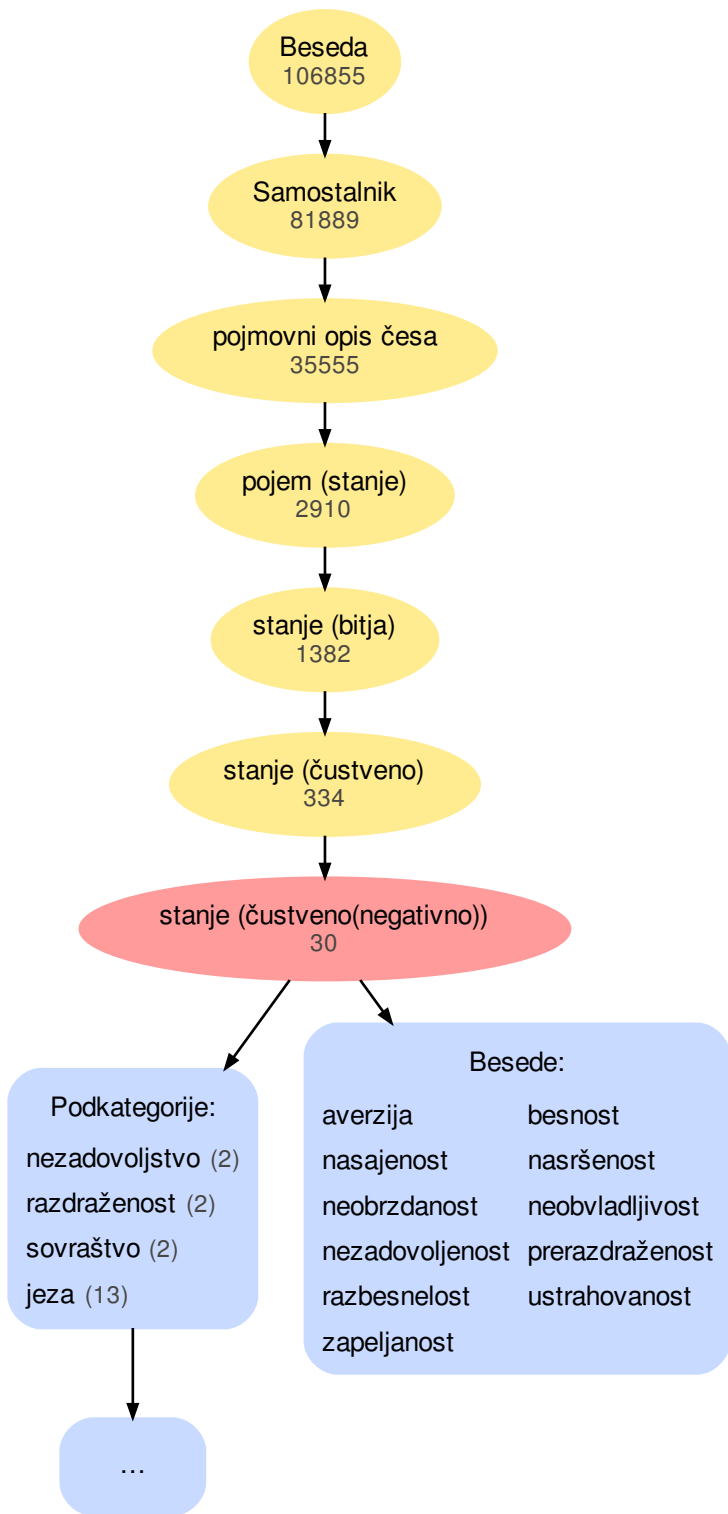 Beseda
106855
Samostalnik
81889
pojmovni opis česa
35555
pojem (stanje)
2910
stanje (bitja)
1382
stanje (čustveno)
334
stanje (čustveno(negativno))
30
Podkategorije:
nezadovoljstvo (2)
razdraženost (2)
sovraštvo (2)
jeza (13)
...
Besede:
averzija besnost
nasajenost nasršenost
neobrzdanost neobvladljivost
nezadovoljenost prerazdraženost
razbesnelost ustrahovanost
zapeljanost